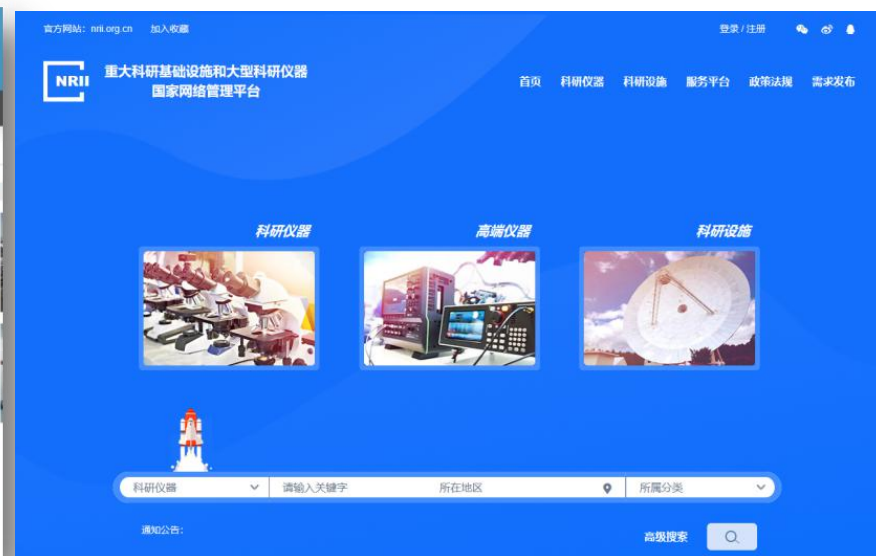 官方网站：nrii.org.cn 加入收藏 登录/注册
NRII 重大科研基础设施和大型科研仪器
国家网络管理平台
首页 科研仪器 科研设施 服务平台 政策法规 需求发布
科研仪器 高端仪器 科研设施
科研仪器 请输入关键字 所在地区 所属分类
通知公告：
高级搜索